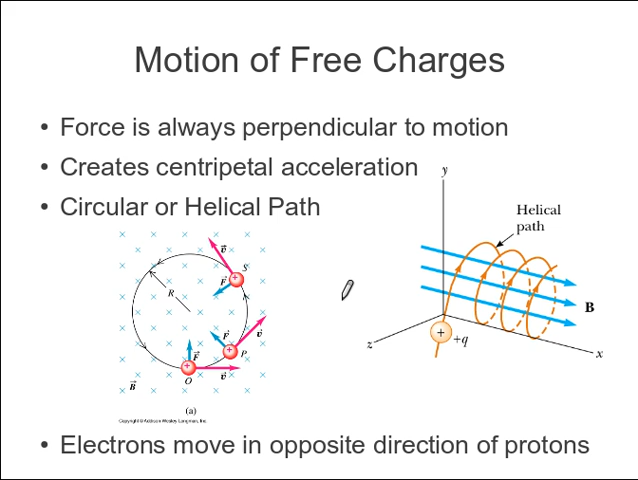 Motion of Free Charges
• Force is always perpendicular to motion
• Creates centripetal acceleration
• Circular or Helical Path
v
S
F
R
F
v
P
F
v
O
B
(a)
Copyright © Addison Wesley Longman, Inc.
y
Helical
path
B
z
+
+q
x
• Electrons move in opposite direction of protons